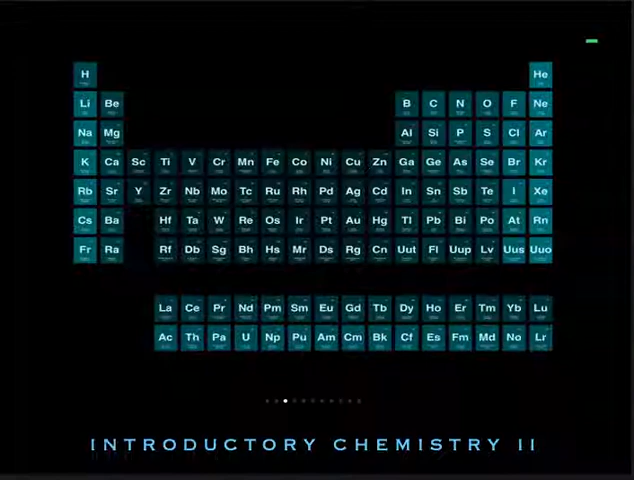 H He
Li Be B C N O F Ne
Na Mg Al Si P S Cl Ar
K Ca Sc Ti V Cr Mn Fe Co Ni Cu Zn Ga Ge As Se Br Kr
Rb Sr Y Zr Nb Mo Tc Ru Rh Pd Ag Cd In Sn Sb Te I Xe
Cs Ba Hf Ta W Re Os Ir Pt Au Hg Tl Pb Bi Po At Rn
Fr Ra Rf Db Sg Bh Hs Mr Ds Rg Cn Uut Fl Uup Lv Uus Uuo
La Ce Pr Nd Pm Sm Eu Gd Tb Dy Ho Er Tm Yb Lu
Ac Th Pa U Np Pu Am Cm Bk Cf Es Fm Md No Lr
INTRODUCTORY CHEMISTRY II